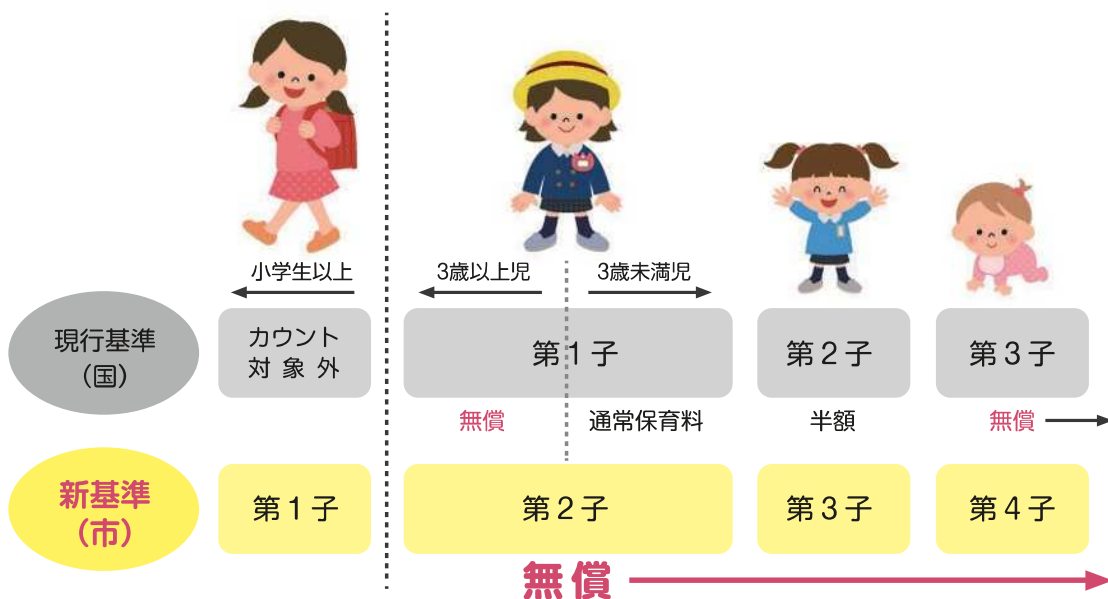 小学生以上
3歳以上児
3歳未満児
現行基準
（国）
カウント
対象外
第1子
第2子
第3子
無償
通常保育料
半額
無償
新基準
（市）
第1子
第2子
第3子
第4子
無償